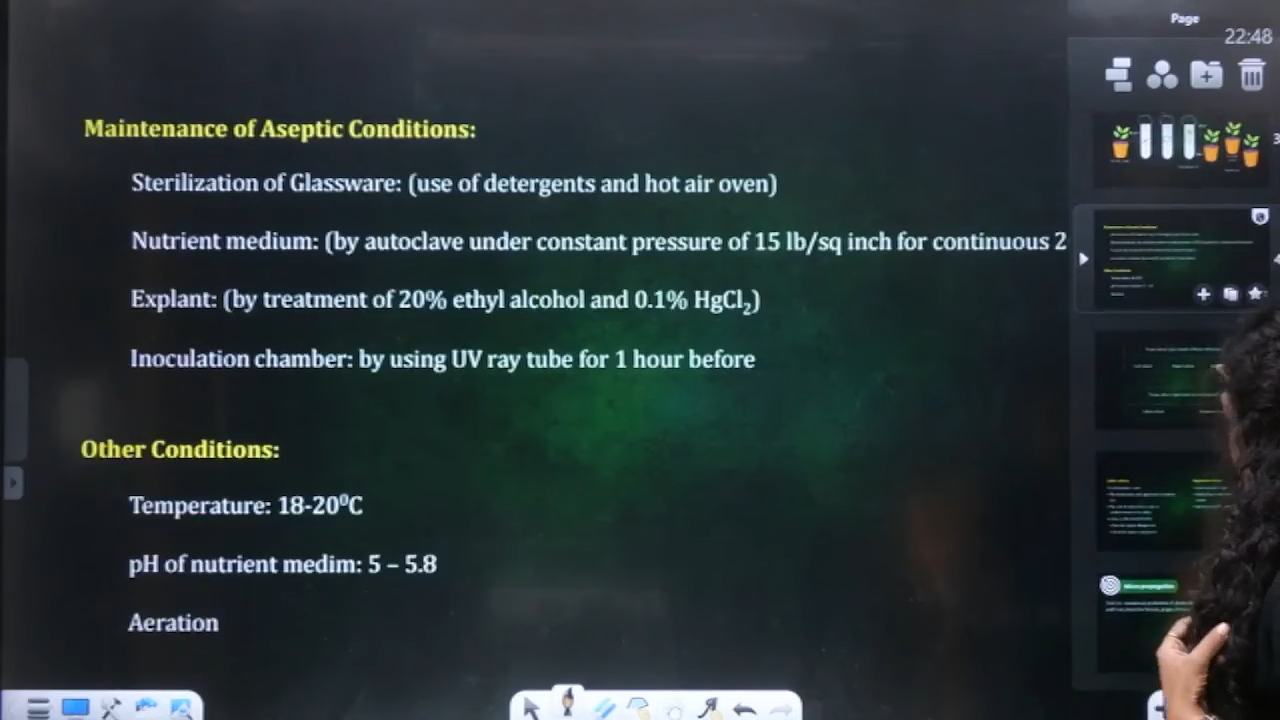 Page
22:48
Maintenance of Aseptic Conditions:
Sterilization of Glassware: (use of detergents and hot air oven)
Nutrient medium: (by autoclave under constant pressure of 15 lb/sq inch for continuous 2
Explant: (by treatment of 20% ethyl alcohol and 0.1% HgCl₂)
Inoculation chamber: by using UV ray tube for 1 hour before
Other Conditions:
Temperature: 18-20⁰C
pH of nutrient medim: 5 – 5.8
Aeration
Micro propagation